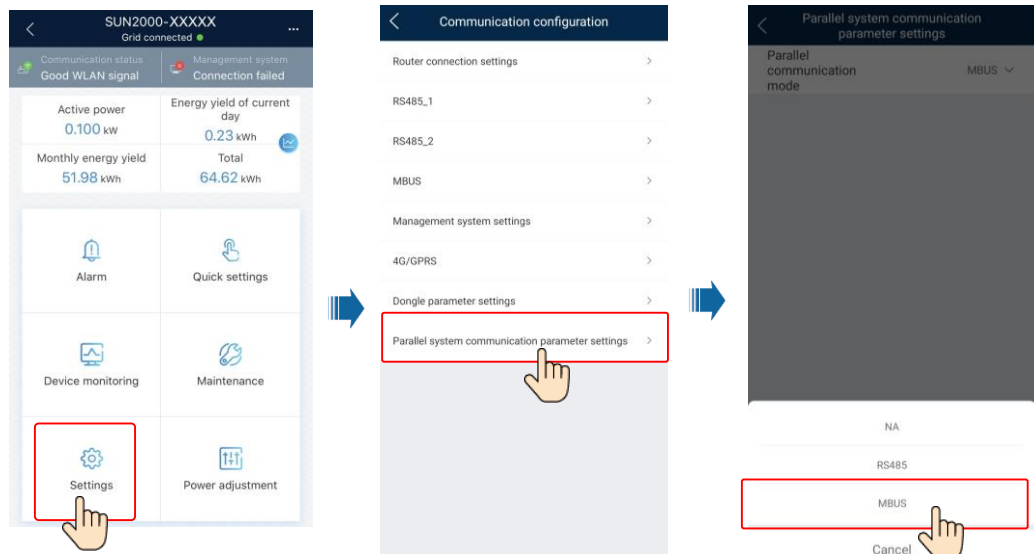 SUN2000-XXXXX
Grid connected
...
Communication status
Good WLAN signal
Management system
Connection failed
Active power
0.100 kW
Energy yield of current
day
0.23 kWh
Monthly energy yield
51.98 kWh
Total
64.62 kWh
Alarm
Quick settings
Device monitoring
Maintenance
Settings
Power adjustment
Communication configuration
Router connection settings
RS485_1
RS485_2
MBUS
Management system settings
4G/GPRS
Dongle parameter settings
Parallel system communication parameter settings
Parallel system communication
parameter settings
Parallel
communication
mode
MBUS
NA
RS485
MBUS
Cancel